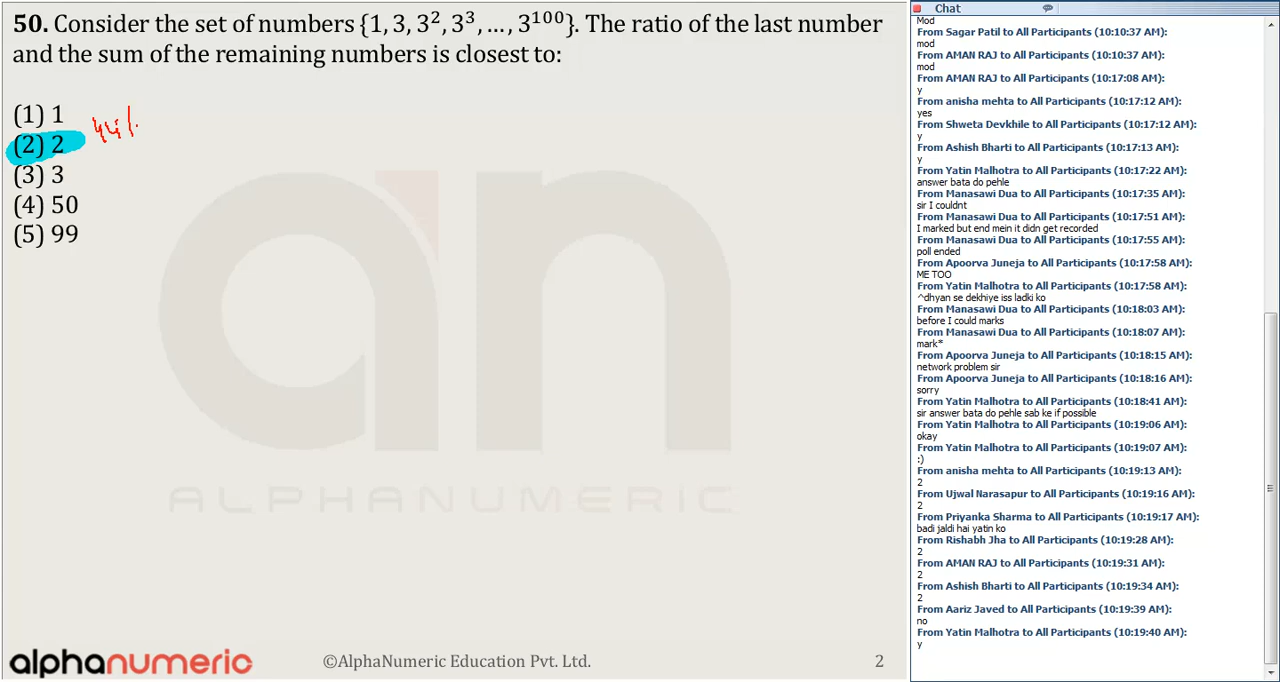 50. Consider the set of numbers {1, 3, 3², 3³, ..., 3¹⁰⁰}. The ratio of the last number
and the sum of the remaining numbers is closest to:
(1) 1
(2) 2
44%
(3) 3
(4) 50
(5) 99
an
ALPHANUMERIC
alphanumeric
©AlphaNumeric Education Pvt. Ltd.
2
Chat
Mod
From Sagar Patil to All Participants (10:10:37 AM):
mod
From AMAN RAJ to All Participants (10:10:37 AM):
mod
From AMAN RAJ to All Participants (10:17:08 AM):
y
From anisha mehta to All Participants (10:17:12 AM):
yes
From Shweta Devkhile to All Participants (10:17:12 AM):
y
From Ashish Bharti to All Participants (10:17:13 AM):
y
From Yatin Malhotra to All Participants (10:17:22 AM):
answer bata do pehle
From Manasawi Dua to All Participants (10:17:35 AM):
sir I couldnt
From Manasawi Dua to All Participants (10:17:51 AM):
I marked but end mein it didn get recorded
From Manasawi Dua to All Participants (10:17:55 AM):
poll ended
From Apoorva Juneja to All Participants (10:17:58 AM):
ME TOO
From Yatin Malhotra to All Participants (10:17:58 AM):
^dhyan se dekhiye iss ladki ko
From Manasawi Dua to All Participants (10:18:03 AM):
before I could marks
From Manasawi Dua to All Participants (10:18:07 AM):
mark*
From Apoorva Juneja to All Participants (10:18:15 AM):
network problem sir
From Apoorva Juneja to All Participants (10:18:16 AM):
sorry
From Yatin Malhotra to All Participants (10:18:41 AM):
sir answer bata do pehle sab ke if possible
From Yatin Malhotra to All Participants (10:19:06 AM):
okay
From Yatin Malhotra to All Participants (10:19:07 AM):
:)
From anisha mehta to All Participants (10:19:13 AM):
2
From Ujwal Narasapur to All Participants (10:19:16 AM):
2
From Priyanka Sharma to All Participants (10:19:17 AM):
badi jaldi hai yatin ko
From Rishabh Jha to All Participants (10:19:28 AM):
2
From AMAN RAJ to All Participants (10:19:31 AM):
2
From Ashish Bharti to All Participants (10:19:34 AM):
2
From Aariz Javed to All Participants (10:19:39 AM):
no
From Yatin Malhotra to All Participants (10:19:40 AM):
y